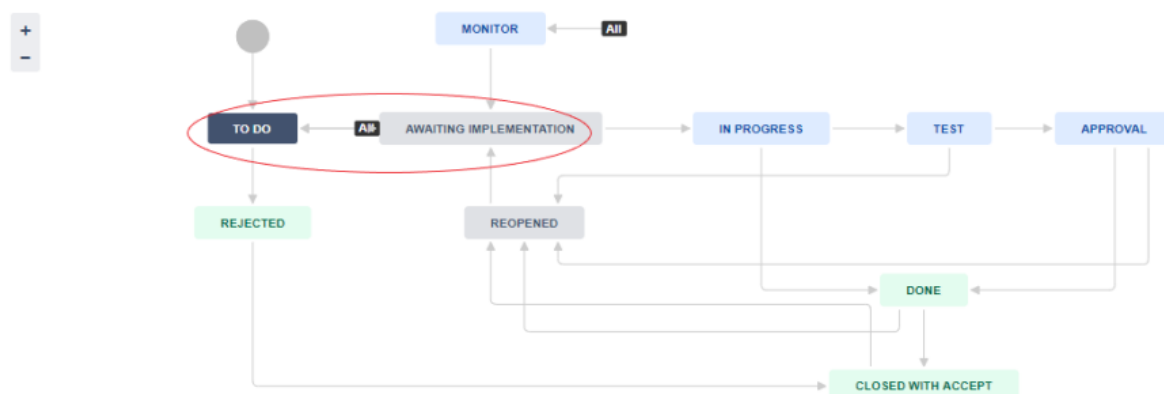 +
−
MONITOR
All
TO DO
All
AWAITING IMPLEMENTATION
IN PROGRESS
TEST
APPROVAL
REJECTED
REOPENED
DONE
CLOSED WITH ACCEPT